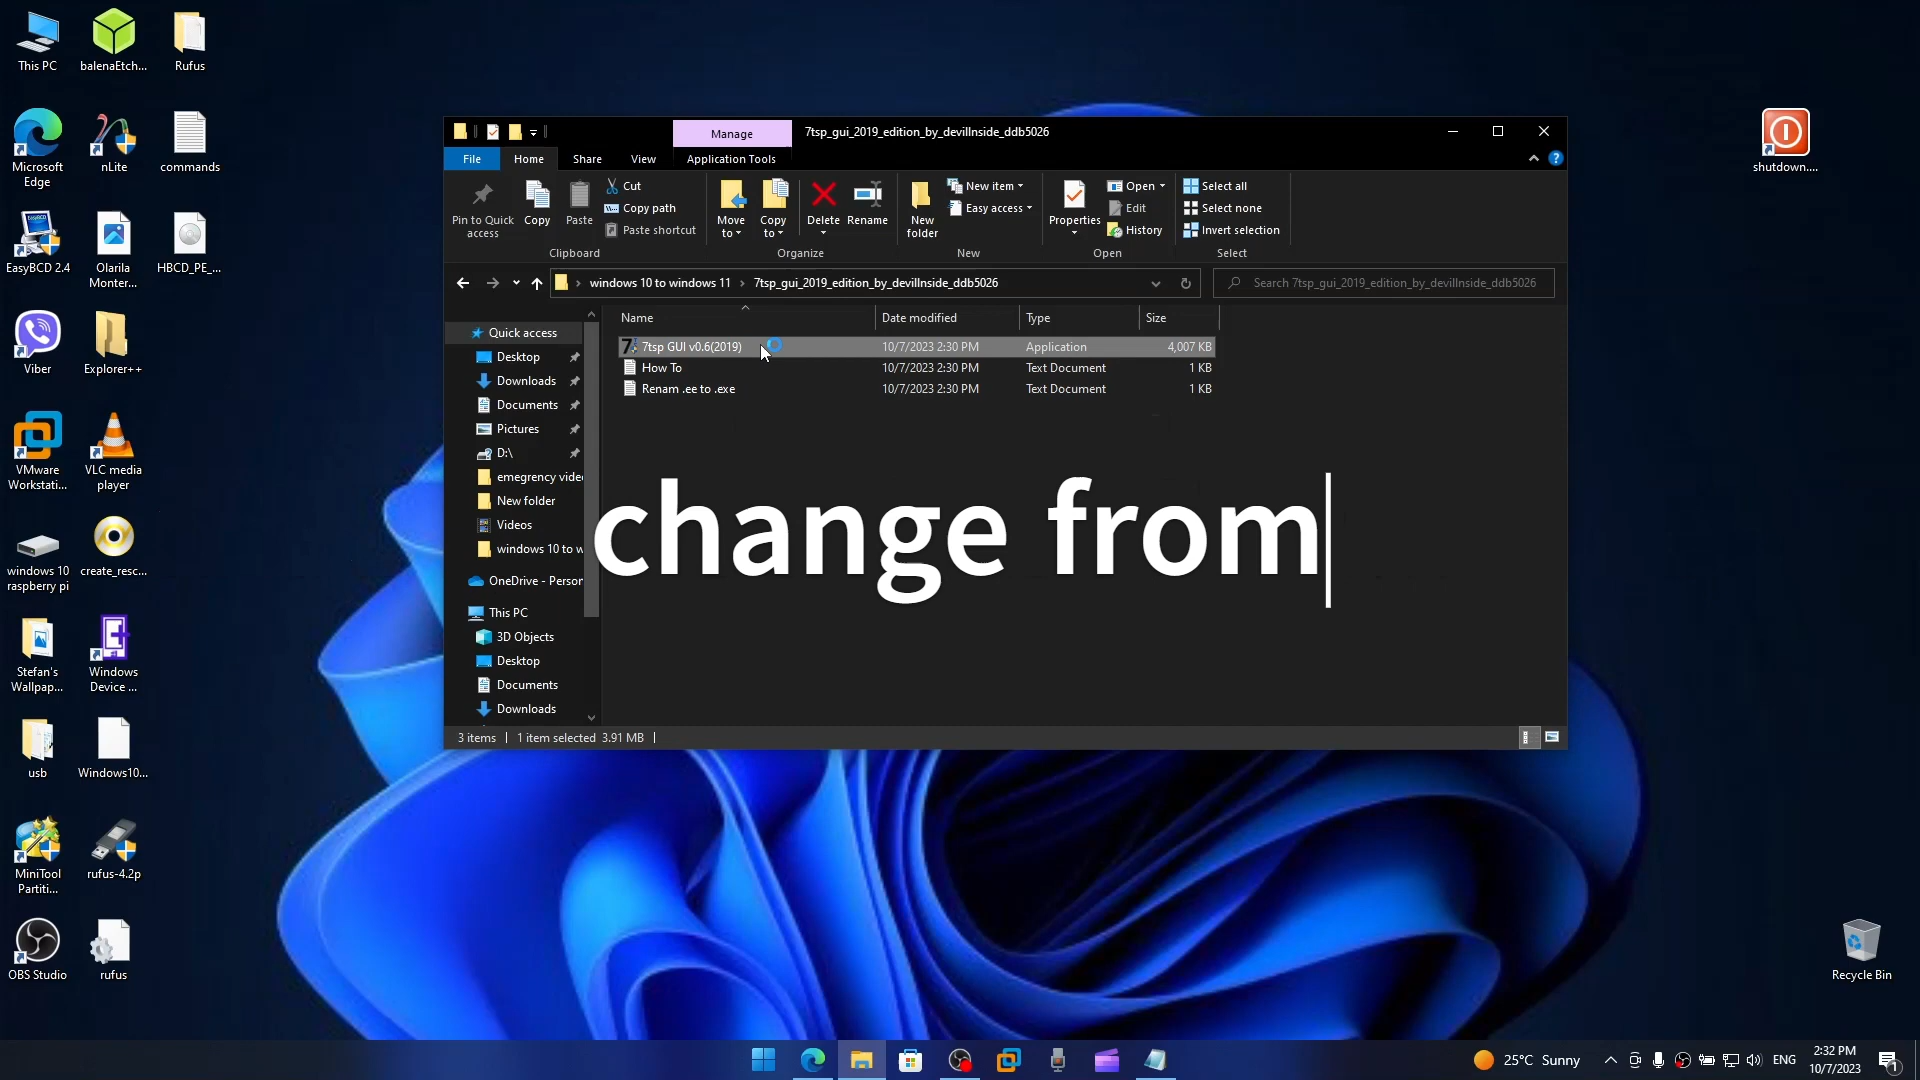 This PC
balenaEtch...
Rufus
Microsoft
Edge
nLite
commands
EasyBCD 2.4
Olarila
Monter...
HBCD_PE_...
Viber
Explorer++
VMware
Workstati...
VLC media
player
windows 10
raspberry pi
create_resc...
Stefan's
Wallpap...
Windows
Device ...
usb
Windows10...
MiniTool
Partiti...
rufus-4.2p
OBS Studio
rufus
shutdown....
Recycle Bin
Manage
7tsp_gui_2019_edition_by_devillnside_ddb5026
File
Home
Share
View
Application Tools
Pin to Quick
access
Copy
Paste
Cut
Copy path
Paste shortcut
Clipboard
Move
to
Copy
to
Delete
Rename
Organize
New
folder
New item
Easy access
New
Properties
Open
Edit
History
Open
Select all
Select none
Invert selection
Select
windows 10 to windows 11 › 7tsp_gui_2019_edition_by_devillnside_ddb5026
Search 7tsp_gui_2019_edition_by_devillnside_ddb5026
Quick access
Desktop
Downloads
Documents
Pictures
D:\
emegrency vide
New folder
Videos
windows 10 to w
OneDrive - Person
This PC
3D Objects
Desktop
Documents
Downloads
Name
Date modified
Type
Size
7tsp GUI v0.6(2019)
10/7/2023 2:30 PM
Application
4,007 KB
How To
10/7/2023 2:30 PM
Text Document
1 KB
Renam .ee to .exe
10/7/2023 2:30 PM
Text Document
1 KB
change from
3 items
1 item selected 3.91 MB
25°C Sunny
ENG
2:32 PM
10/7/2023
1